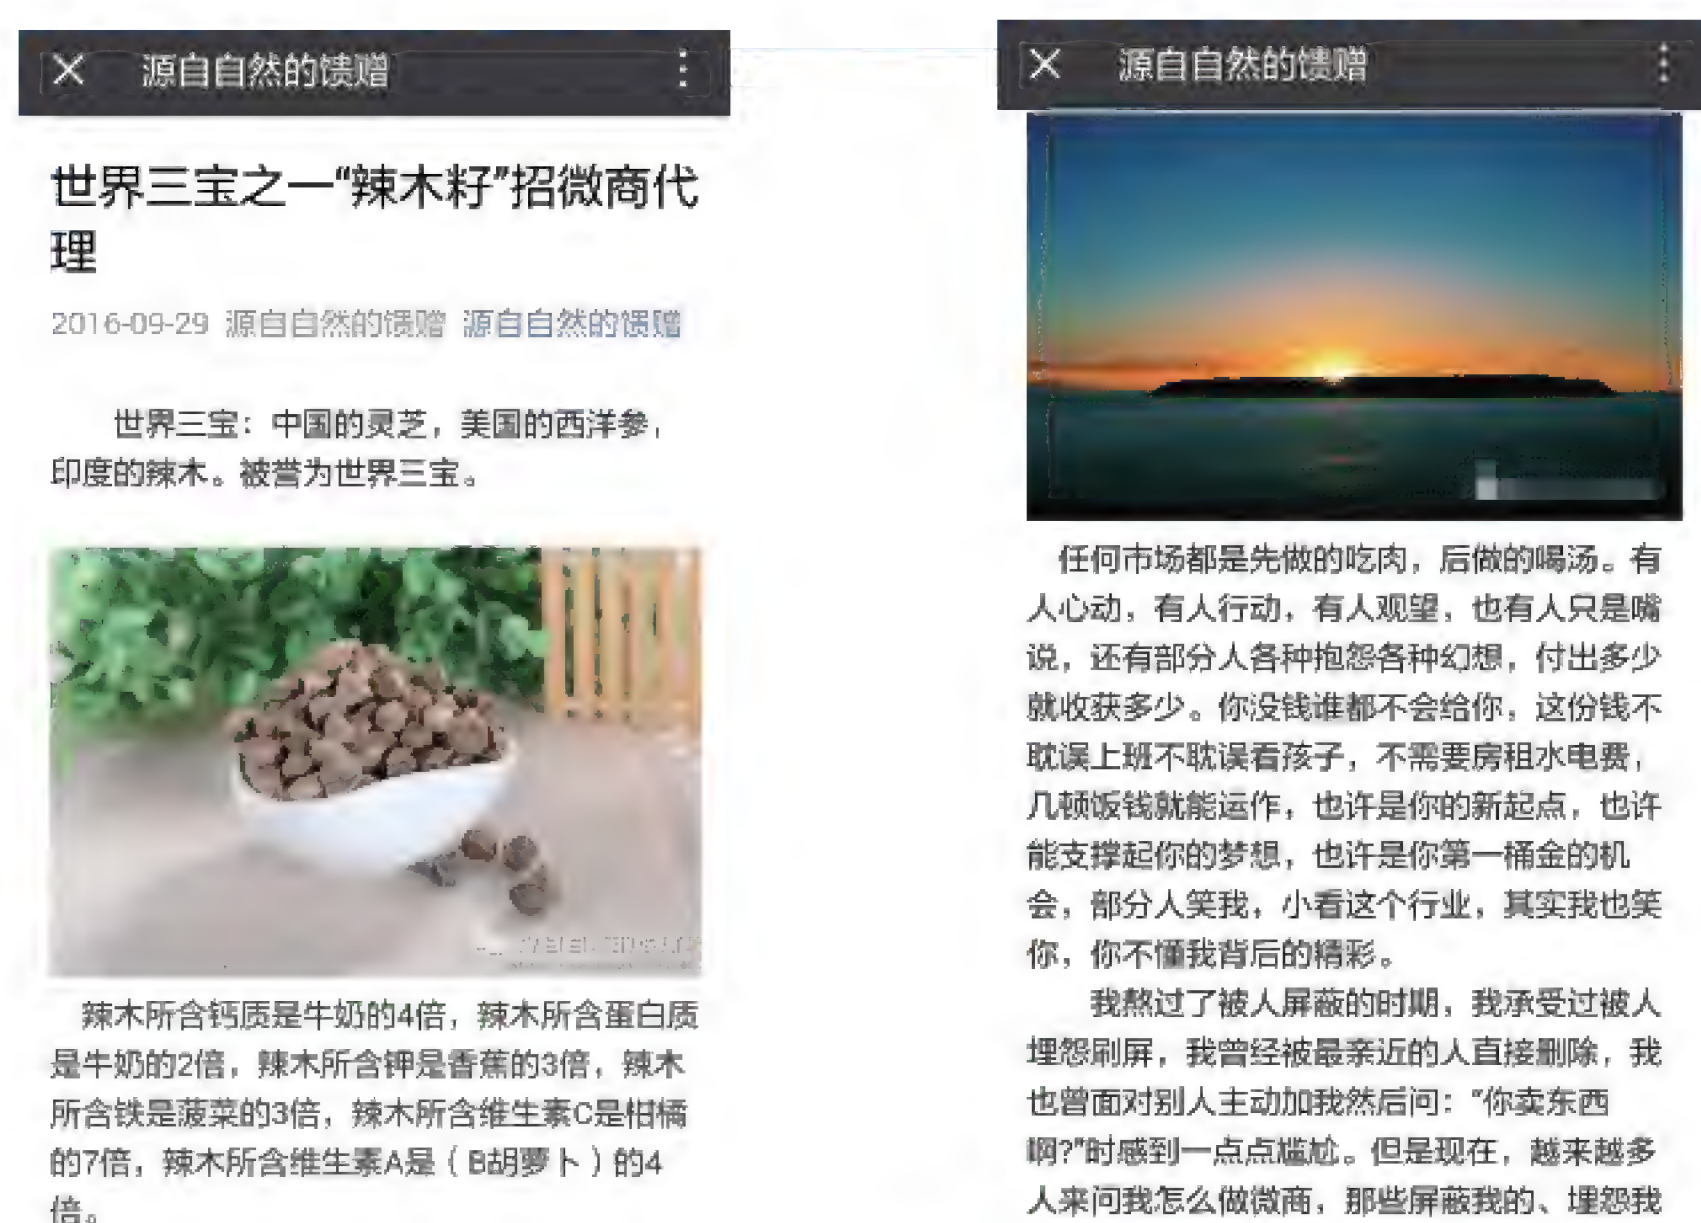 源自自然的馈赠
世界三宝之一“辣木籽”招微商代
理
2016-09-29 源自自然的馈赠 源自自然的馈赠
世界三宝：中国的灵芝，美国的西洋参，
印度的辣木。被誉为世界三宝。
辣木所含钙质是牛奶的4倍，辣木所含蛋白质
是牛奶的2倍，辣木所含钾是香蕉的3倍，辣木
所含铁是菠菜的3倍，辣木所含维生素C是柑橘
的7倍，辣木所含维生素A是（B胡萝卜）的4
倍。
源自自然的馈赠
任何市场都是先做的吃肉，后做的喝汤。有
人心动，有人行动，有人观望，也有人只是嘴
说，还有部分人各种抱怨各种幻想，付出多少
就收获多少。你没钱谁都不会给你，这份钱不
耽误上班不耽误看孩子，不需要房租水电费，
几顿饭钱就能运作，也许是你的新起点，也许
能支撑起你的梦想，也许是你第一桶金的机
会，部分人笑我，小看这个行业，其实我也笑
你，你不懂我背后的精彩。
我熬过了被人屏蔽的时期，我承受过被人
埋怨刷屏，我曾经被最亲近的人直接删除，我
也曾面对别人主动加我然后问：“你卖东西
啊?”时感到一点点尴尬。但是现在，越来越多
人来问我怎么做微商，那些屏蔽我的、埋怨我